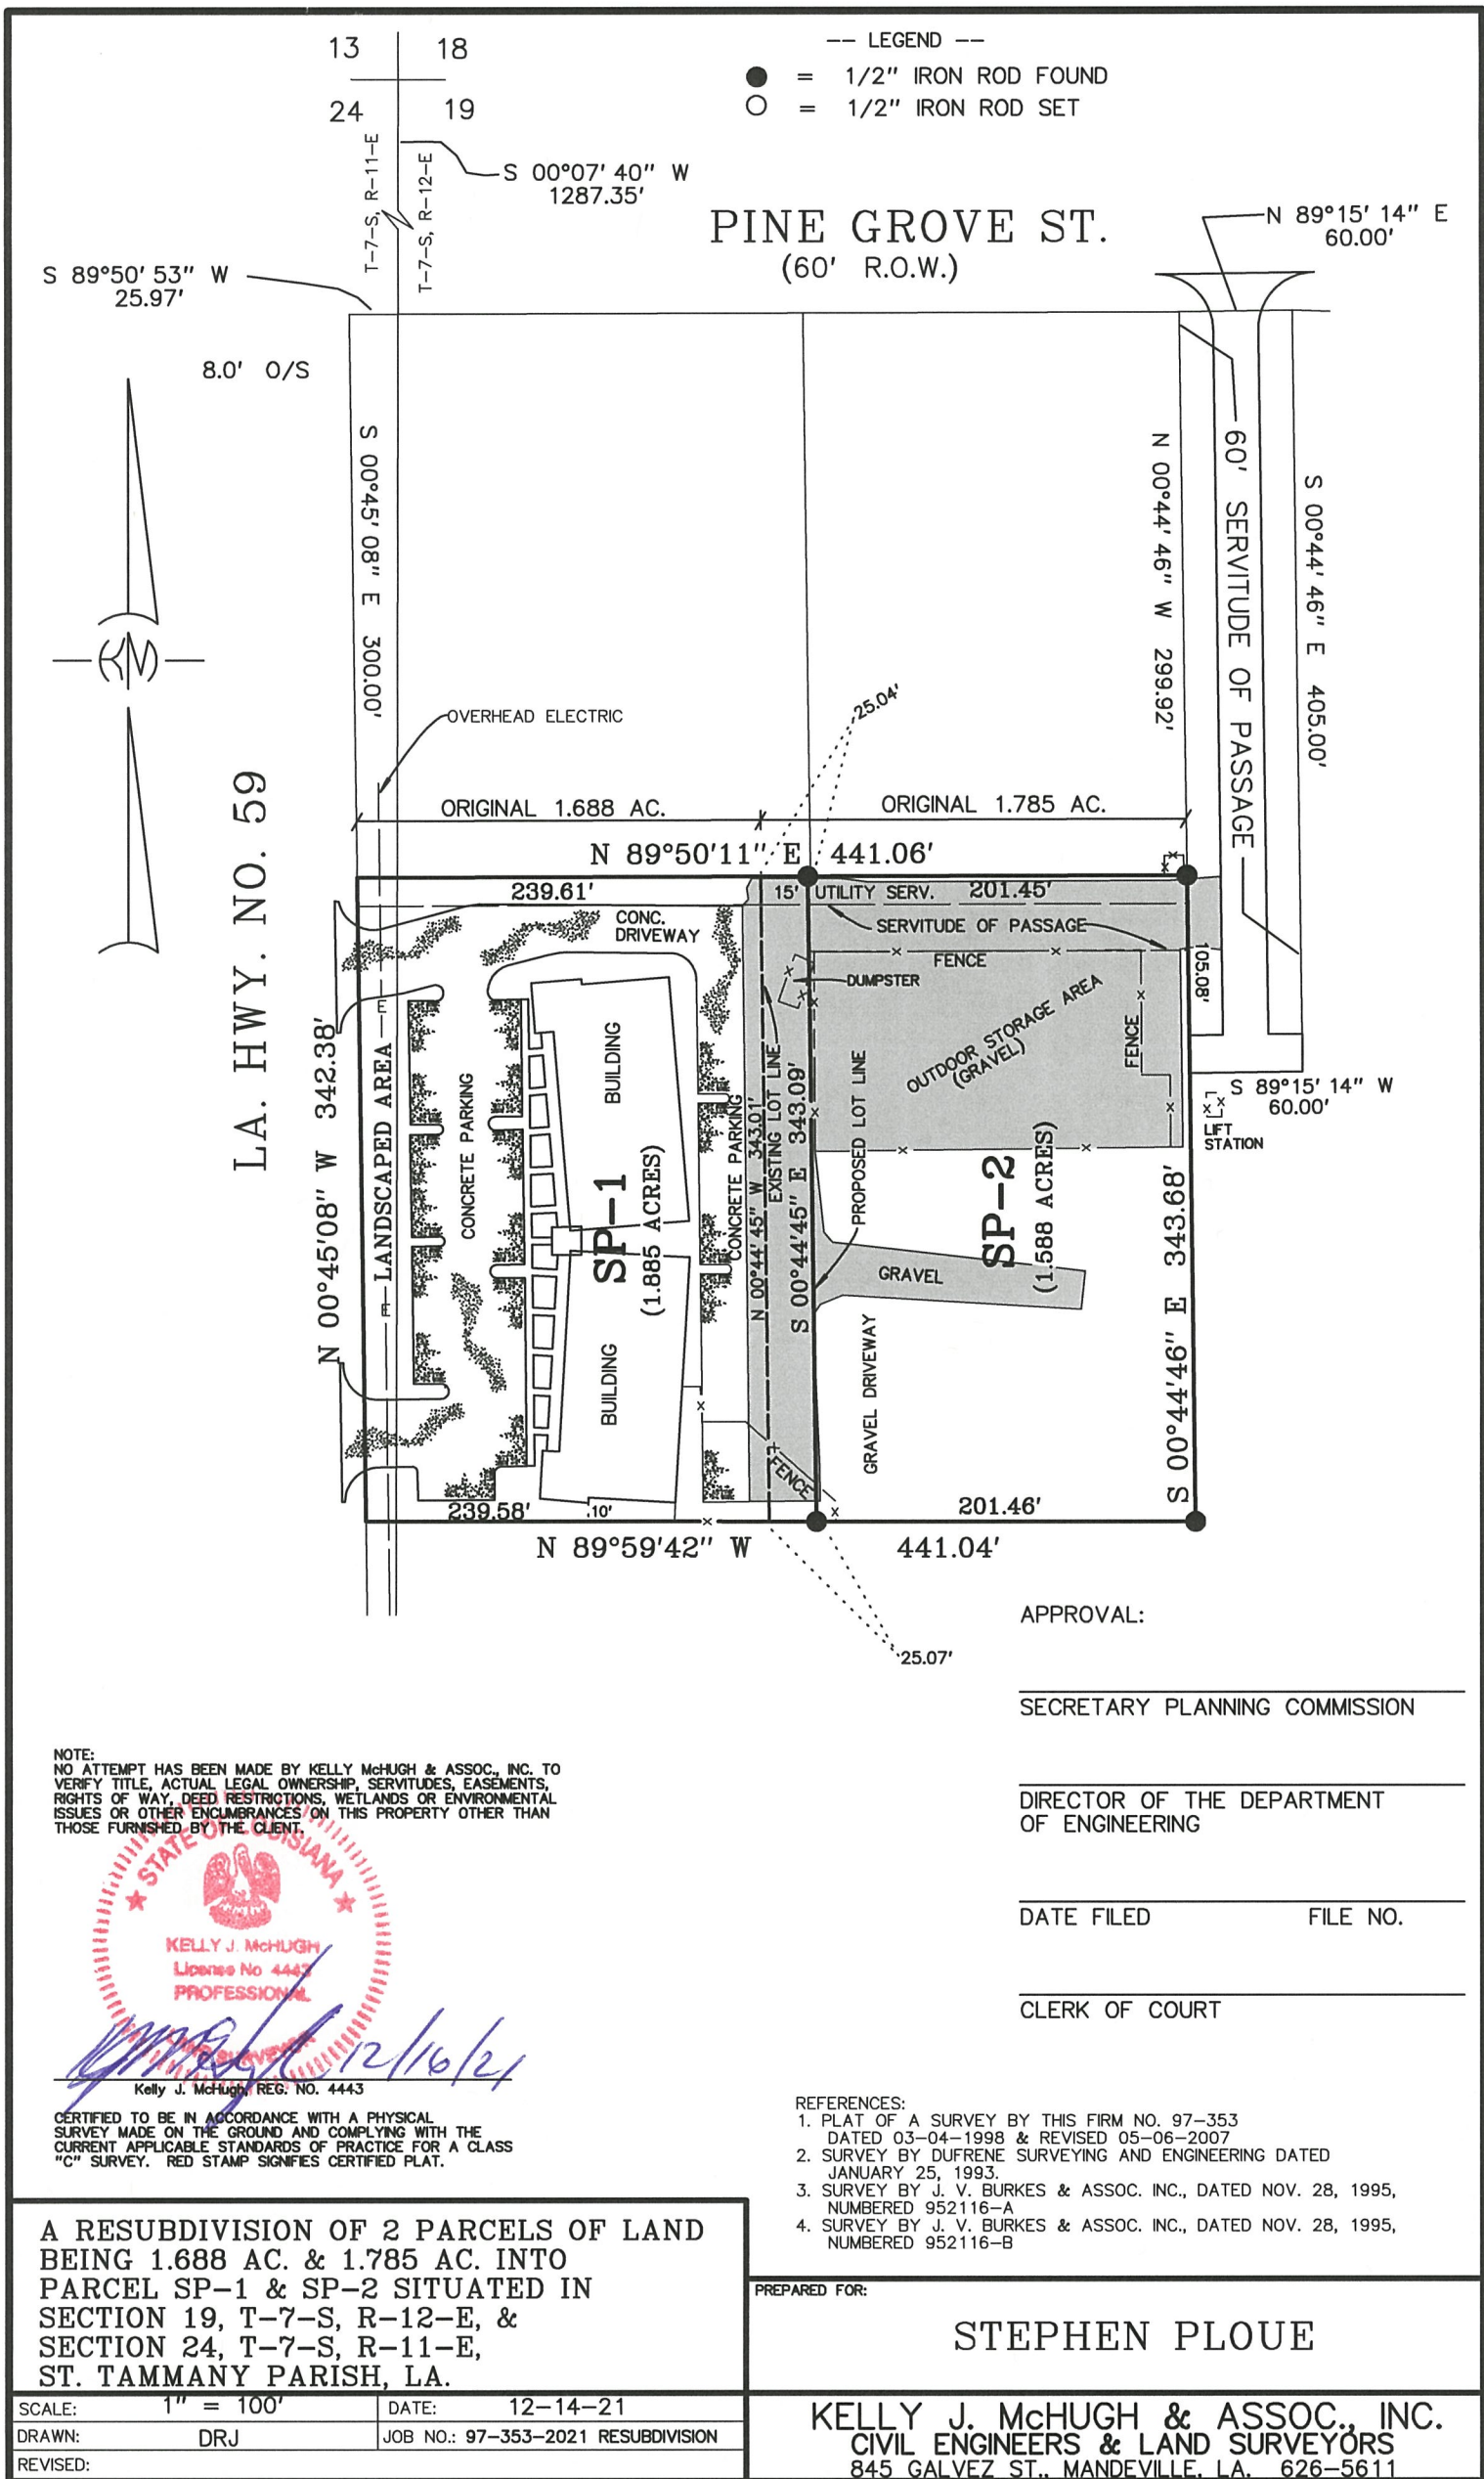 13 18
24 19
T-7-S, R-11-E
T-7-S, R-12-E
S 00°07' 40" W
1287.35'
-- LEGEND --
= 1/2" IRON ROD FOUND
= 1/2" IRON ROD SET
PINE GROVE ST.
(60' R.O.W.)
N 89°15' 14" E
60.00'
S 89°50' 53" W
25.97'
8.0' O/S
S 00°45' 08" E 300.00'
N 00°44' 46" W 299.92'
60' SERVITUDE OF PASSAGE
S 00°44' 46" E 405.00'
KM
LA. HWY. NO. 59
OVERHEAD ELECTRIC
25.04'
ORIGINAL 1.688 AC.
ORIGINAL 1.785 AC.
N 89°50'11" E 441.06'
239.61'
15' UTILITY SERV. 201.45'
CONC.
DRIVEWAY
SERVITUDE OF PASSAGE
FENCE
DUMPSTER
105.08'
OUTDOOR STORAGE AREA
(GRAVEL)
FENCE
N 00°45'08" W 342.38'
E
LANDSCAPED AREA
E
CONCRETE PARKING
BUILDING
SP-1
(1.885 ACRES)
BUILDING
CONCRETE PARKING
N 00°44'45" W 343.01'
EXISTING LOT LINE
S 00°44'45" E 343.09'
PROPOSED LOT LINE
SP-2
(1.588 ACRES)
S 89°15' 14" W
60.00'
LIFT
STATION
GRAVEL
GRAVEL DRIVEWAY
S 00°44'46" E 343.68'
FENCE
239.58' 10' 201.46'
N 89°59'42" W 441.04'
25.07'
APPROVAL:
SECRETARY PLANNING COMMISSION
DIRECTOR OF THE DEPARTMENT
OF ENGINEERING
DATE FILED FILE NO.
CLERK OF COURT
NOTE:
NO ATTEMPT HAS BEEN MADE BY KELLY McHUGH & ASSOC., INC. TO
VERIFY TITLE, ACTUAL LEGAL OWNERSHIP, SERVITUDES, EASEMENTS,
RIGHTS OF WAY, DEED RESTRICTIONS, WETLANDS OR ENVIRONMENTAL
ISSUES OR OTHER ENCUMBRANCES ON THIS PROPERTY OTHER THAN
THOSE FURNISHED BY THE CLIENT.
STATE OF LOUISIANA
KELLY J. McHUGH
License No 4443
PROFESSIONAL
LAND SURVEYOR
12/16/21
Kelly J. McHugh, REG. NO. 4443
CERTIFIED TO BE IN ACCORDANCE WITH A PHYSICAL
SURVEY MADE ON THE GROUND AND COMPLYING WITH THE
CURRENT APPLICABLE STANDARDS OF PRACTICE FOR A CLASS
"C" SURVEY. RED STAMP SIGNIFIES CERTIFIED PLAT.
REFERENCES:
1. PLAT OF A SURVEY BY THIS FIRM NO. 97-353
DATED 03-04-1998 & REVISED 05-06-2007
2. SURVEY BY DUFRENE SURVEYING AND ENGINEERING DATED
JANUARY 25, 1993.
3. SURVEY BY J. V. BURKES & ASSOC. INC., DATED NOV. 28, 1995,
NUMBERED 952116-A
4. SURVEY BY J. V. BURKES & ASSOC. INC., DATED NOV. 28, 1995,
NUMBERED 952116-B
A RESUBDIVISION OF 2 PARCELS OF LAND
BEING 1.688 AC. & 1.785 AC. INTO
PARCEL SP-1 & SP-2 SITUATED IN
SECTION 19, T-7-S, R-12-E, &
SECTION 24, T-7-S, R-11-E,
ST. TAMMANY PARISH, LA.
PREPARED FOR:
STEPHEN PLOUE
SCALE: 1" = 100' DATE: 12-14-21
DRAWN: DRJ JOB NO.: 97-353-2021 RESUBDIVISION
REVISED:
KELLY J. McHUGH & ASSOC., INC.
CIVIL ENGINEERS & LAND SURVEYORS
845 GALVEZ ST., MANDEVILLE, LA. 626-5611